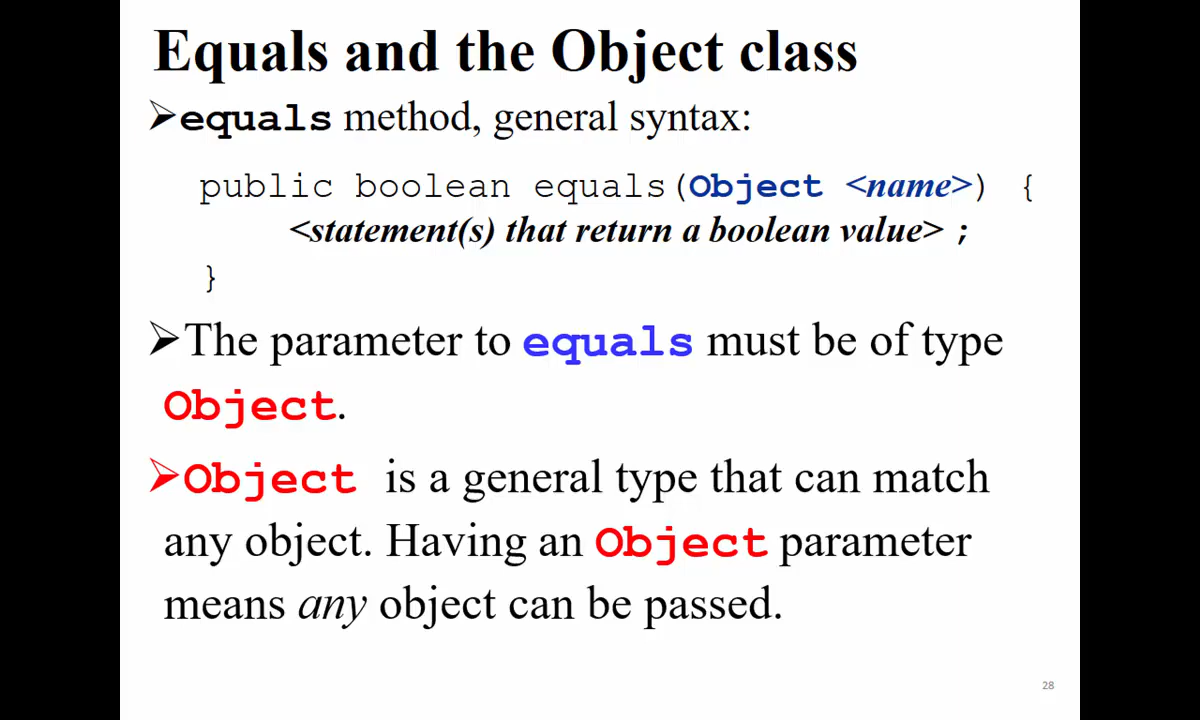 Equals and the Object class
➢equals method, general syntax:
public boolean equals(Object <name>) {
<statement(s) that return a boolean value> ;
}
➢The parameter to equals must be of type
Object.
➢Object is a general type that can match
any object. Having an Object parameter
means any object can be passed.
28